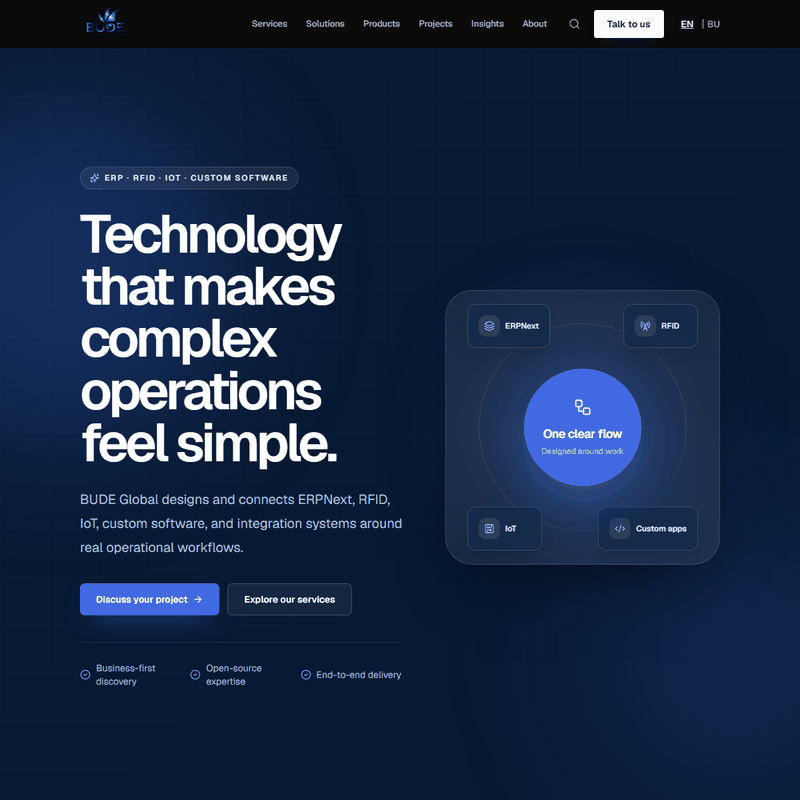 BUDE
Services Solutions Products Projects Insights About Talk to us EN | BU
ERP · RFID · IOT · CUSTOM SOFTWARE
Technology
that makes
complex
operations
feel simple.
BUDE Global designs and connects ERPNext, RFID,
IoT, custom software, and integration systems around
real operational workflows.
Discuss your project → Explore our services
Business-first
discovery
Open-source
expertise
End-to-end delivery
ERPNext RFID
One clear flow
Designed around work
IoT Custom apps